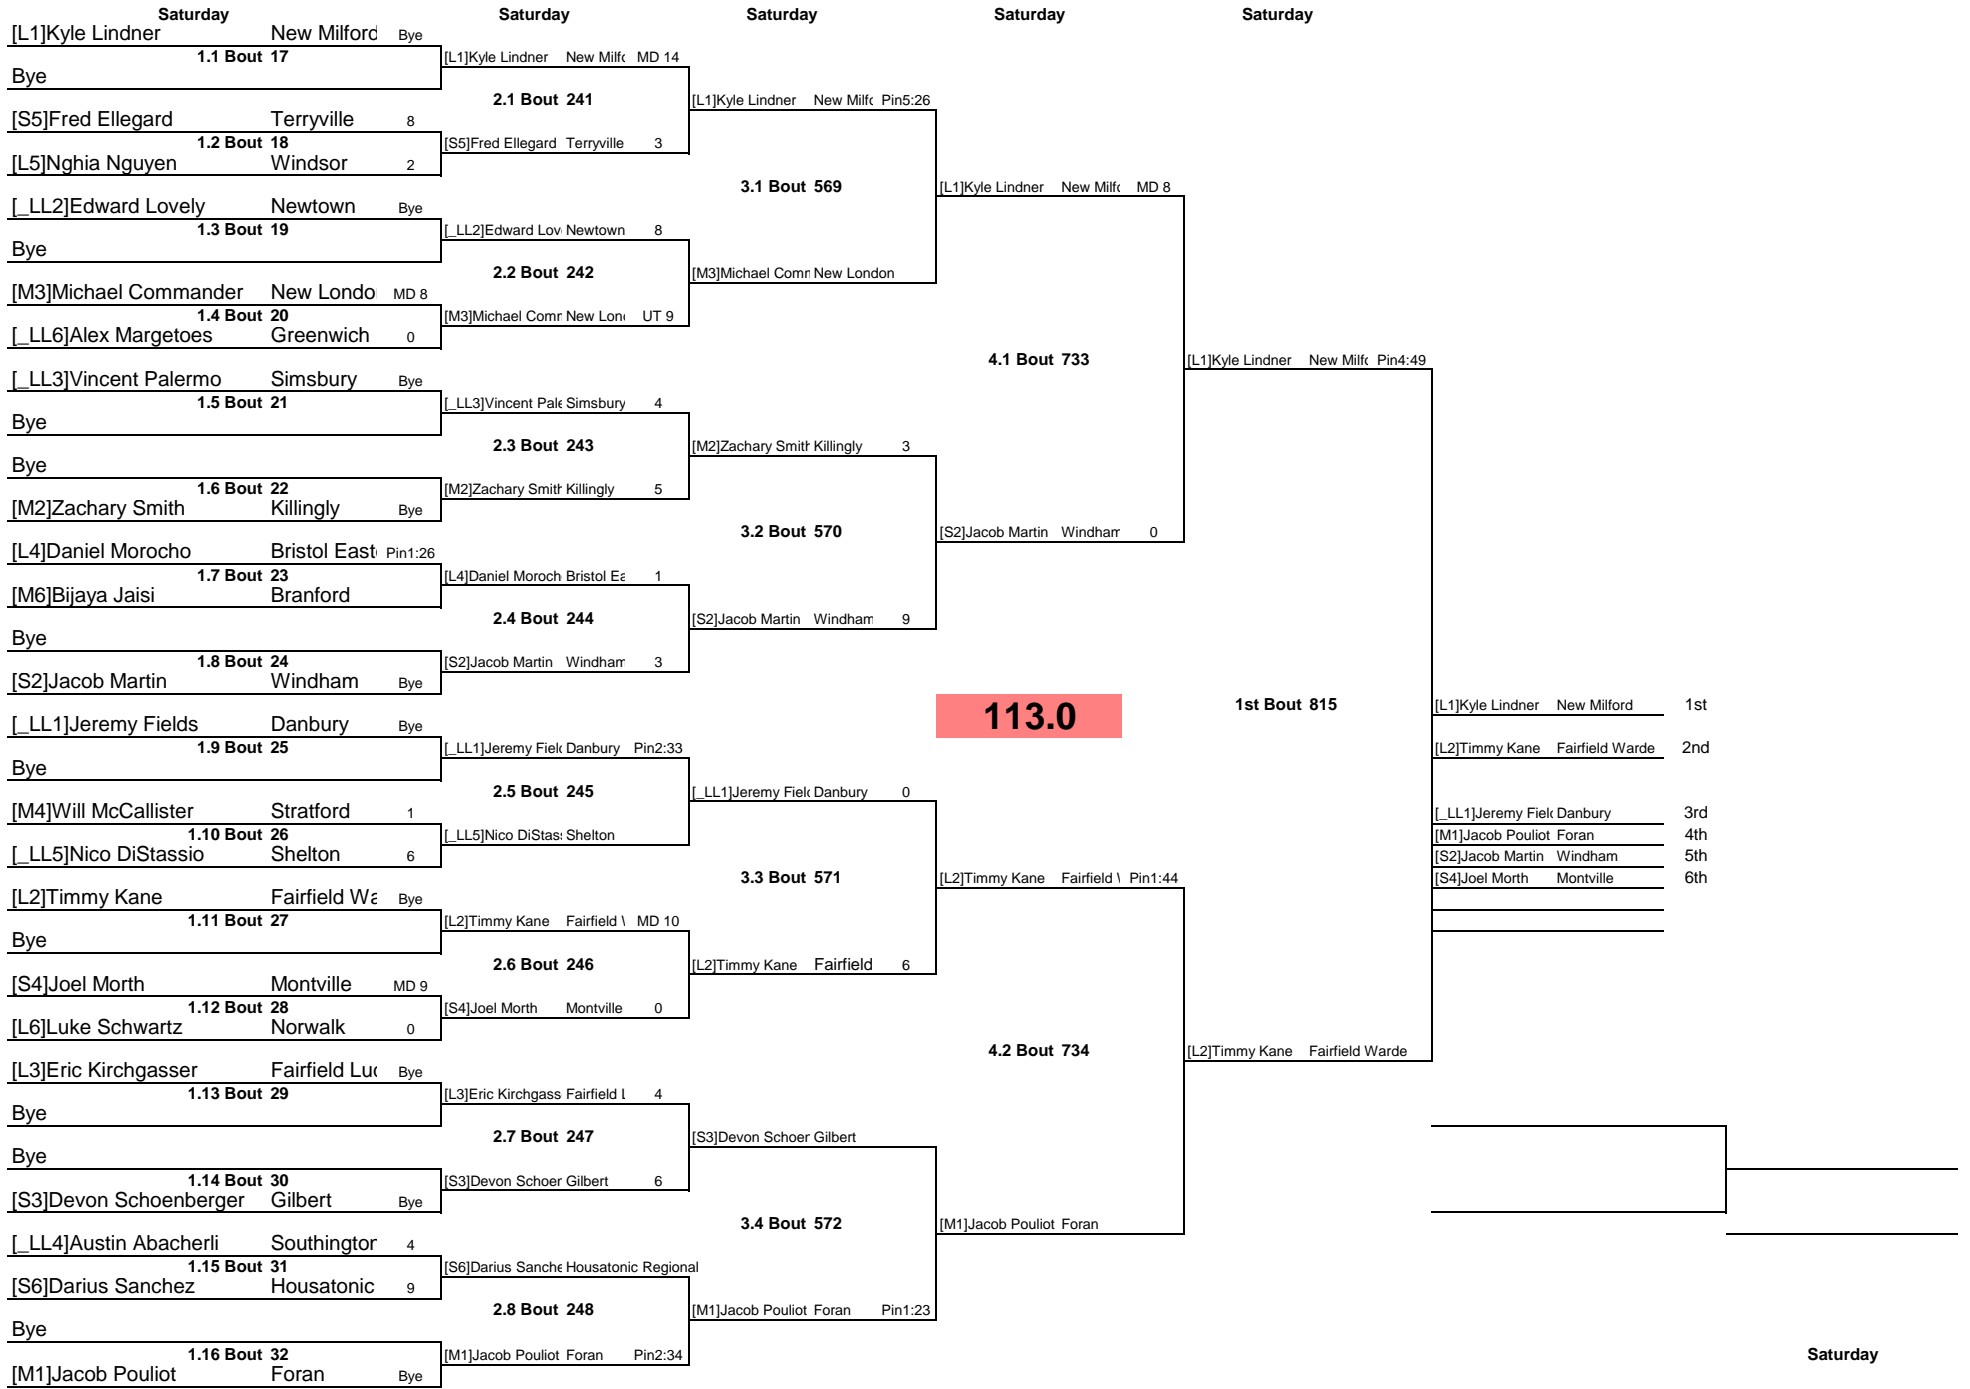 Saturday Saturday Saturday Saturday Saturday
[L1]Kyle Lindner New Milford Bye
1.1 Bout 17
[L1]Kyle Lindner New Milfo MD 14
Bye
2.1 Bout 241
[L1]Kyle Lindner New Milfo Pin5:26
[S5]Fred Ellegard Terryville 8
1.2 Bout 18
[S5]Fred Ellegard Terryville 3
[L5]Nghia Nguyen Windsor 2
3.1 Bout 569
[L1]Kyle Lindner New Milfo MD 8
[_LL2]Edward Lovely Newtown Bye
1.3 Bout 19
[_LL2]Edward Lov Newtown 8
Bye
2.2 Bout 242
[M3]Michael Comm New London
[M3]Michael Commander New Londo MD 8
1.4 Bout 20
[M3]Michael Comm New Lon UT 9
[_LL6]Alex Margetoes Greenwich 0
4.1 Bout 733
[L1]Kyle Lindner New Milfo Pin4:49
[_LL3]Vincent Palermo Simsbury Bye
1.5 Bout 21
[_LL3]Vincent Pale Simsbury 4
Bye
2.3 Bout 243
[M2]Zachary Smith Killingly 3
Bye
1.6 Bout 22
[M2]Zachary Smith Killingly 5
[M2]Zachary Smith Killingly Bye
3.2 Bout 570
[S2]Jacob Martin Windham 0
[L4]Daniel Morocho Bristol Easte Pin1:26
1.7 Bout 23
[L4]Daniel Moroch Bristol Ea 1
[M6]Bijaya Jaisi Branford
2.4 Bout 244
[S2]Jacob Martin Windham 9
Bye
1.8 Bout 24
[S2]Jacob Martin Windham 3
[S2]Jacob Martin Windham Bye
113.0
1st Bout 815
[L1]Kyle Lindner New Milford 1st
[_LL1]Jeremy Fields Danbury Bye
1.9 Bout 25
[_LL1]Jeremy Field Danbury Pin2:33
[L2]Timmy Kane Fairfield Warde 2nd
Bye
2.5 Bout 245
[_LL1]Jeremy Field Danbury 0
[M4]Will McCallister Stratford 1
[_LL1]Jeremy Field Danbury 3rd
1.10 Bout 26
[_LL5]Nico DiStass Shelton
[M1]Jacob Pouliot Foran 4th
[_LL5]Nico DiStassio Shelton 6
[S2]Jacob Martin Windham 5th
3.3 Bout 571
[L2]Timmy Kane Fairfield \ Pin1:44
[S4]Joel Morth Montville 6th
[L2]Timmy Kane Fairfield Wa Bye
1.11 Bout 27
[L2]Timmy Kane Fairfield \ MD 10
Bye
2.6 Bout 246
[L2]Timmy Kane Fairfield 6
[S4]Joel Morth Montville MD 9
1.12 Bout 28
[S4]Joel Morth Montville 0
[L6]Luke Schwartz Norwalk 0
4.2 Bout 734
[L2]Timmy Kane Fairfield Warde
[L3]Eric Kirchgasser Fairfield Luc Bye
1.13 Bout 29
[L3]Eric Kirchgass Fairfield L 4
Bye
2.7 Bout 247
[S3]Devon Schoen Gilbert
Bye
1.14 Bout 30
[S3]Devon Schoen Gilbert 6
[S3]Devon Schoenberger Gilbert Bye
3.4 Bout 572
[M1]Jacob Pouliot Foran
[_LL4]Austin Abacherli Southington 4
1.15 Bout 31
[S6]Darius Sanche Housatonic Regional
[S6]Darius Sanchez Housatonic 9
2.8 Bout 248
[M1]Jacob Pouliot Foran Pin1:23
Bye
1.16 Bout 32
[M1]Jacob Pouliot Foran Pin2:34
Saturday
[M1]Jacob Pouliot Foran Bye